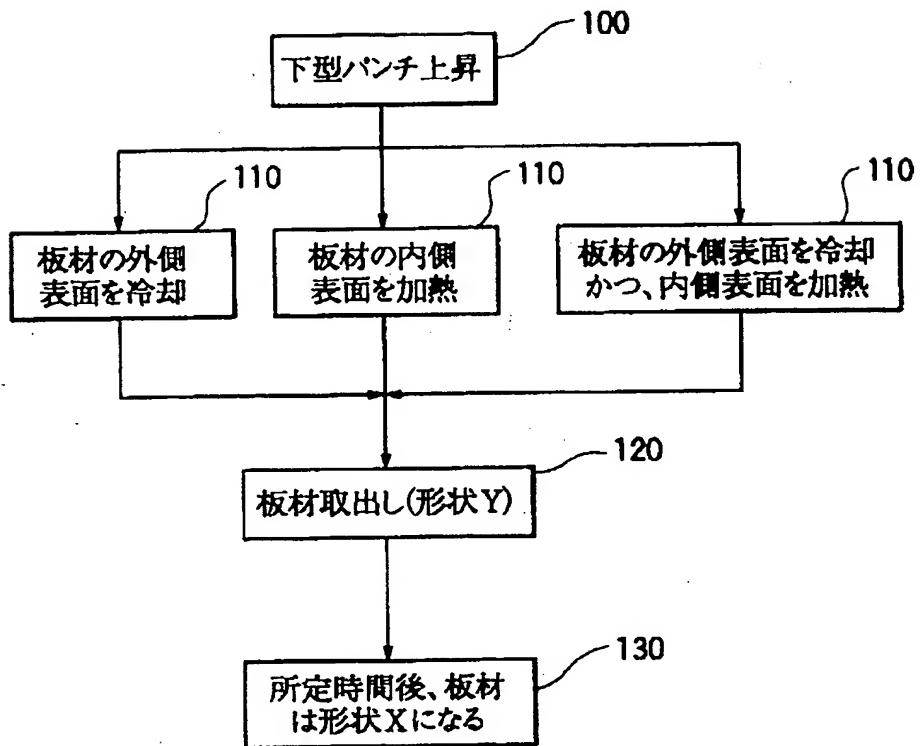 100
下型パンチ上昇
110
板材の外側
表面を冷却
110
板材の内側
表面を加熱
110
板材の外側表面を冷却
かつ、内側表面を加熱
120
板材取出し(形状Y)
130
所定時間後、板材
は形状Xになる